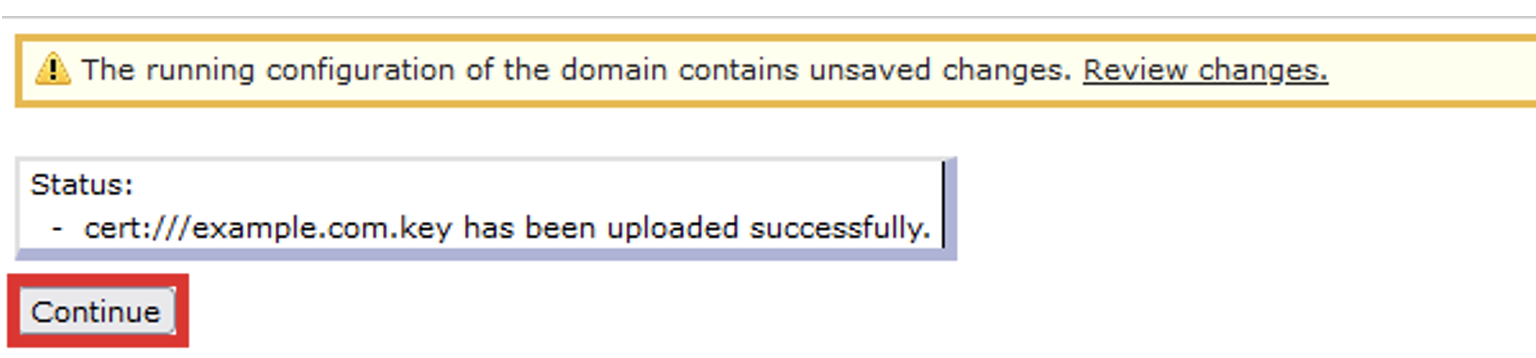 The running configuration of the domain contains unsaved changes. Review changes.
Status:
- cert:///example.com.key has been uploaded successfully.
Continue